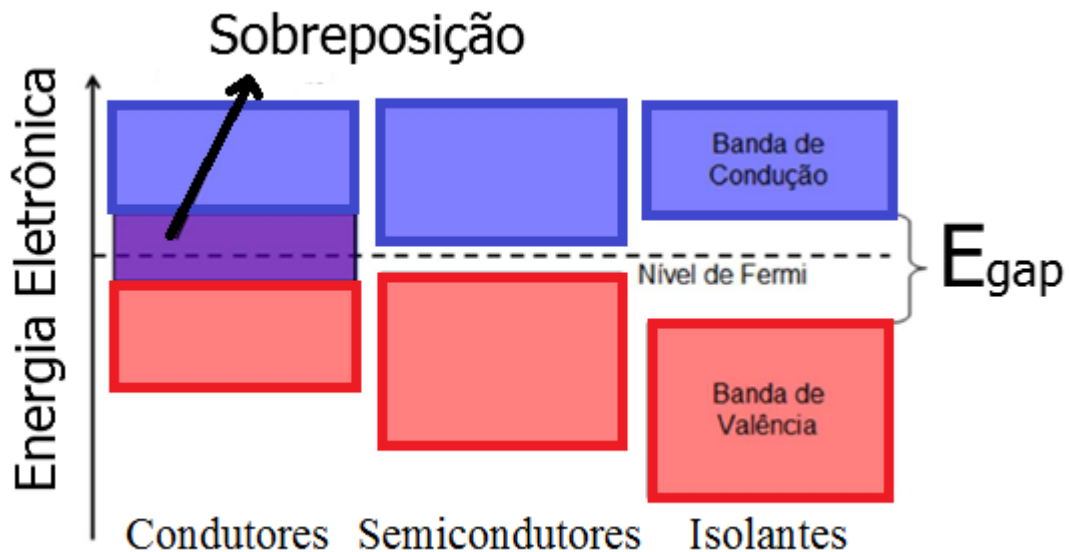 Sobreposição
Energia Eletrônica
Banda de
Condução
Nível de Fermi
Egap
Banda de
Valência
Condutores Semicondutores Isolantes